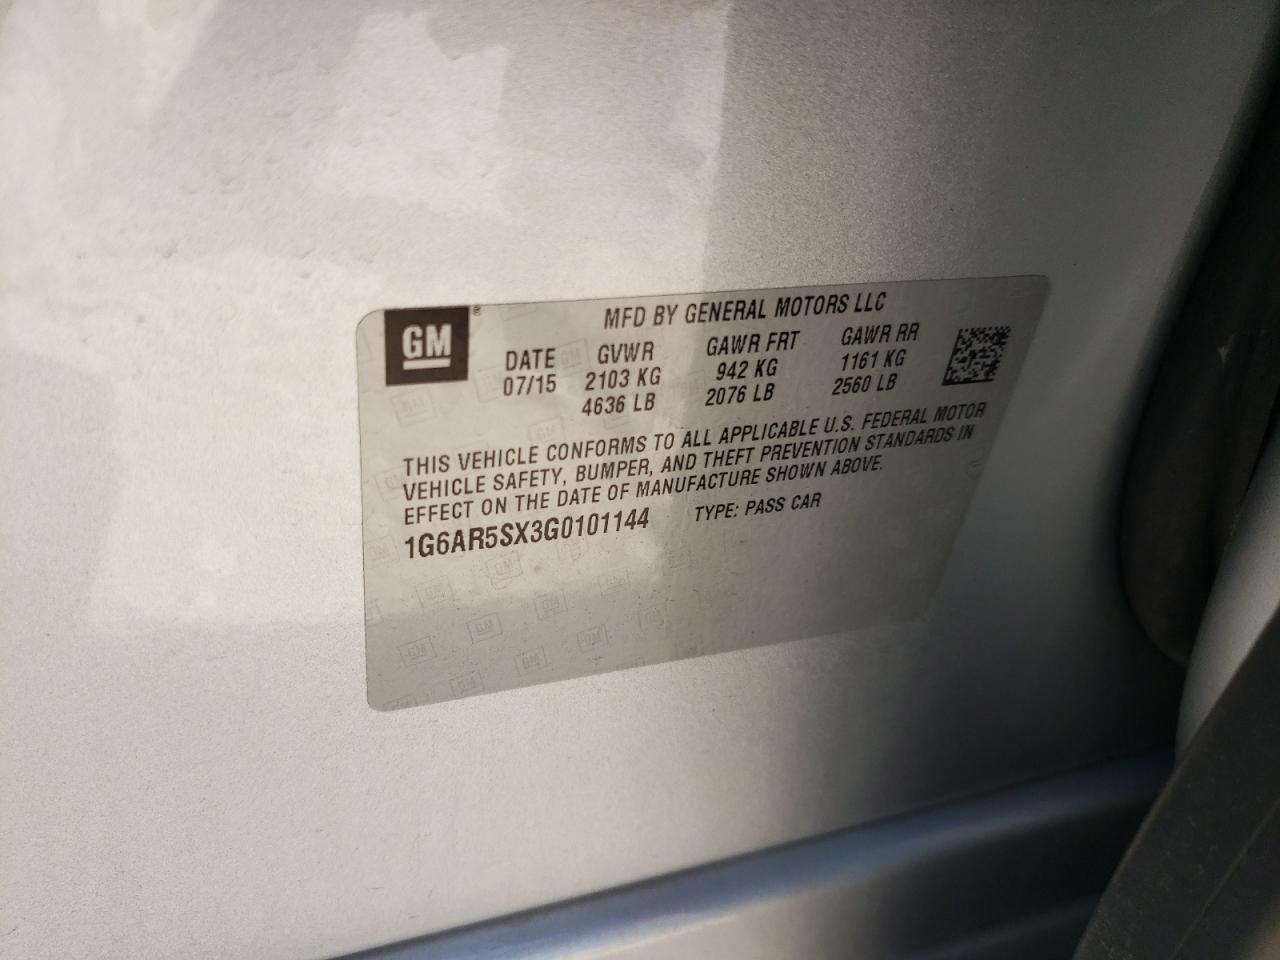 GM®
MFD BY GENERAL MOTORS LLC
DATE GVWR GAWR FRT GAWR RR
07/15 2103 KG 942 KG 1161 KG
4636 LB 2076 LB 2560 LB
THIS VEHICLE CONFORMS TO ALL APPLICABLE U.S. FEDERAL MOTOR
VEHICLE SAFETY, BUMPER, AND THEFT PREVENTION STANDARDS IN
EFFECT ON THE DATE OF MANUFACTURE SHOWN ABOVE.
1G6AR5SX3G0101144 TYPE: PASS CAR